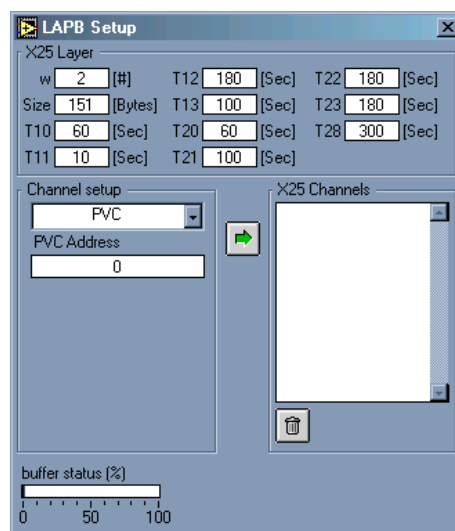 LAPB Setup
X25 Layer
w 2 [#] T12 180 [Sec] T22 180 [Sec]
Size 151 [Bytes] T13 100 [Sec] T23 180 [Sec]
T10 60 [Sec] T20 60 [Sec] T28 300 [Sec]
T11 10 [Sec] T21 100 [Sec]
Channel setup
PVC
PVC Address
0
X25 Channels
buffer status (%)
0 50 100